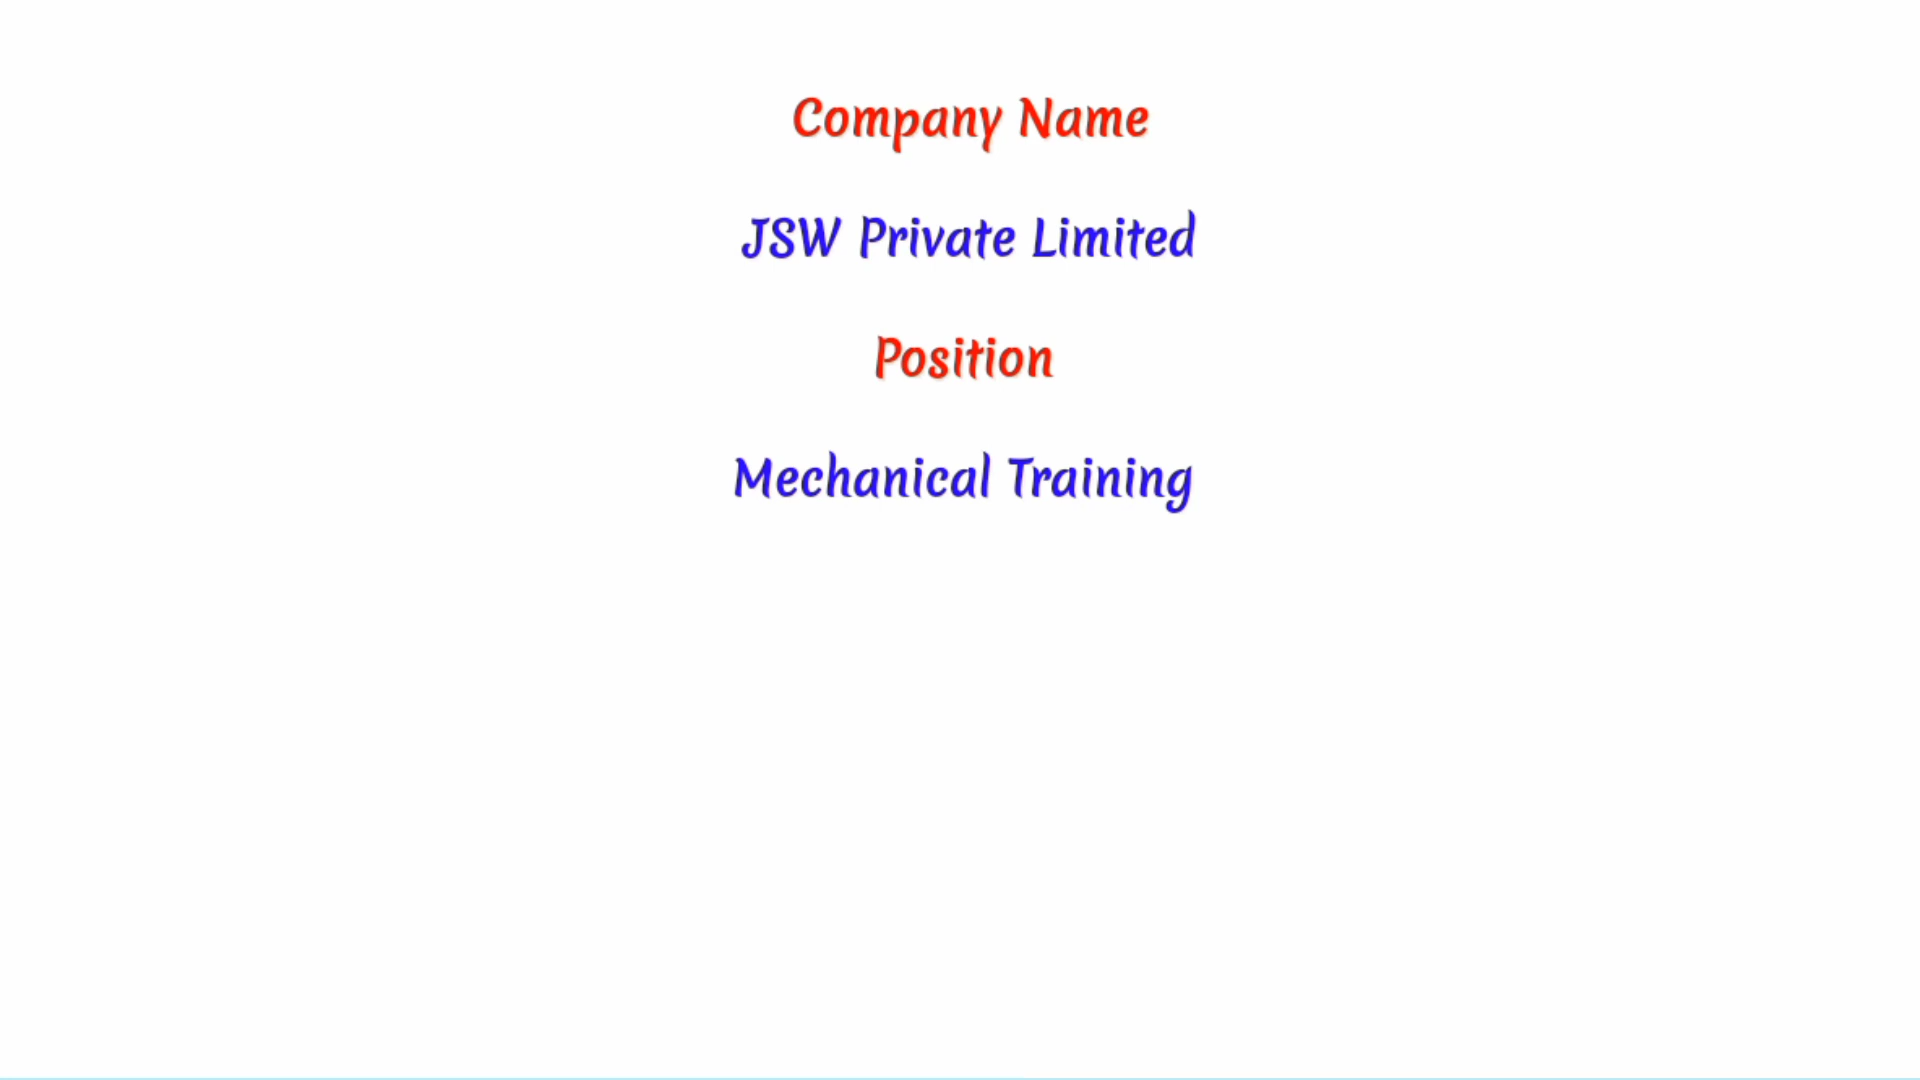 Company Name
JSW Private Limited
Position
Mechanical Training